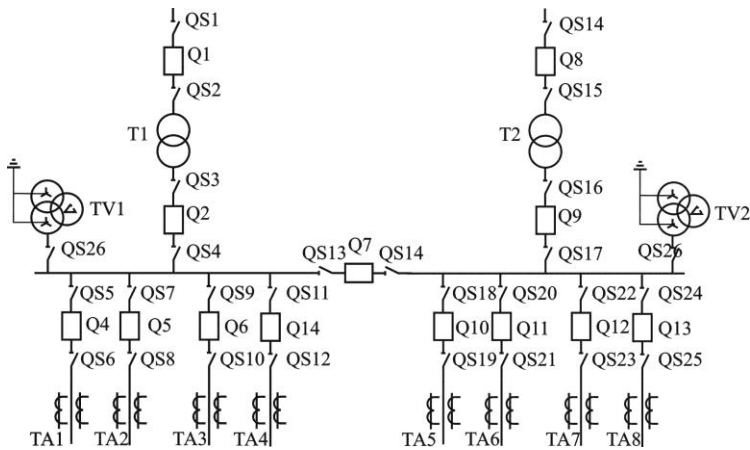 QS1 QS14
Q1 Q8
QS2 QS15
T1 T2
QS3 QS16
TV1 Q2 Q9 TV2
QS26 QS4 QS13 Q7 QS14 QS17 QS26
QS5 QS7 QS9 QS11 QS18 QS20 QS22 QS24
Q4 Q5 Q6 Q14 Q10 Q11 Q12 Q13
QS6 QS8 QS10 QS12 QS19 QS21 QS23 QS25
TA1 TA2 TA3 TA4 TA5 TA6 TA7 TA8